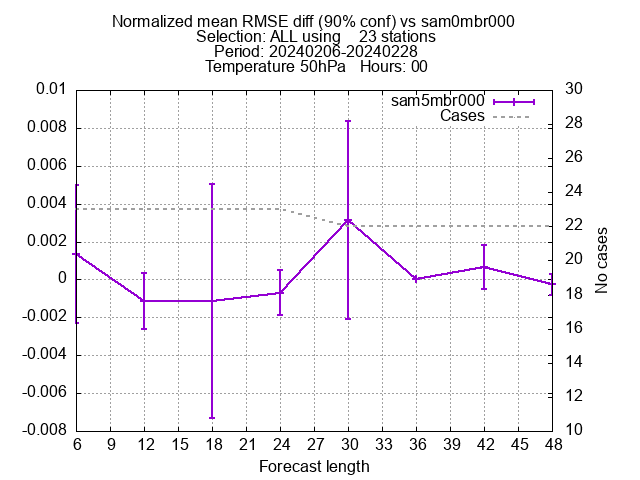 Normalized mean RMSE diff (90% conf) vs sam0mbr000
Selection: ALL using    23 stations
Period: 20240206-20240228
Temperature 50hPa   Hours: 00
sam5mbr000
Cases
0.01
0.008
0.006
0.004
0.002
0
-0.002
-0.004
-0.006
-0.008
30
28
26
24
22
20
18
16
14
12
10
No cases
6 9 12 15 18 21 24 27 30 33 36 39 42 45 48
Forecast length